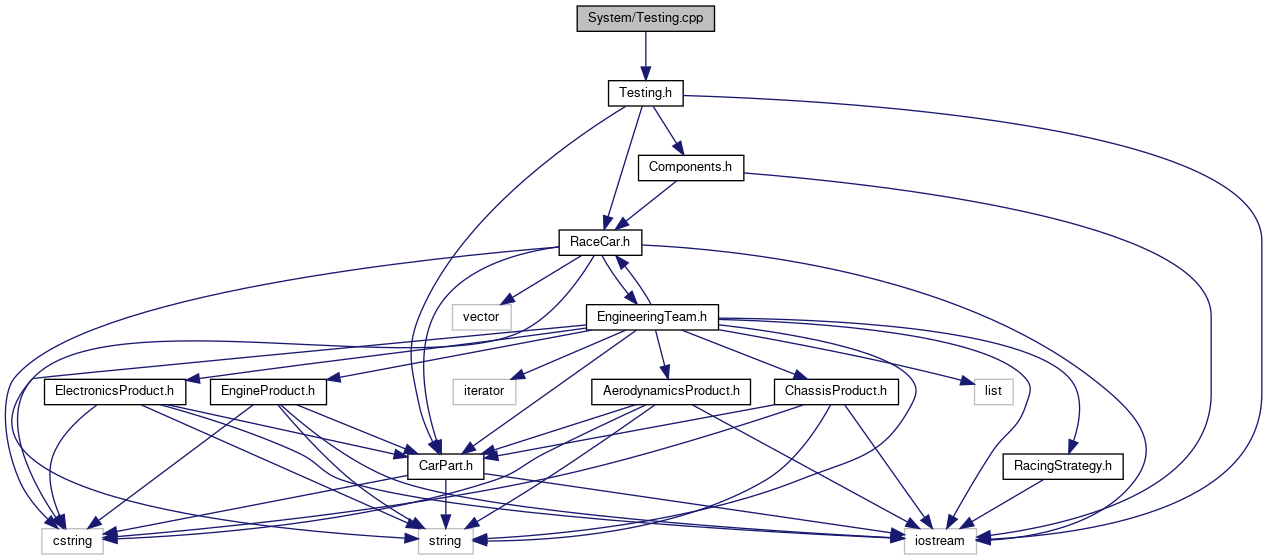 System/Testing.cpp
Testing.h
Components.h
RaceCar.h
vector
EngineeringTeam.h
ElectronicsProduct.h
EngineProduct.h
iterator
AerodynamicsProduct.h
ChassisProduct.h
list
CarPart.h
RacingStrategy.h
cstring
string
iostream